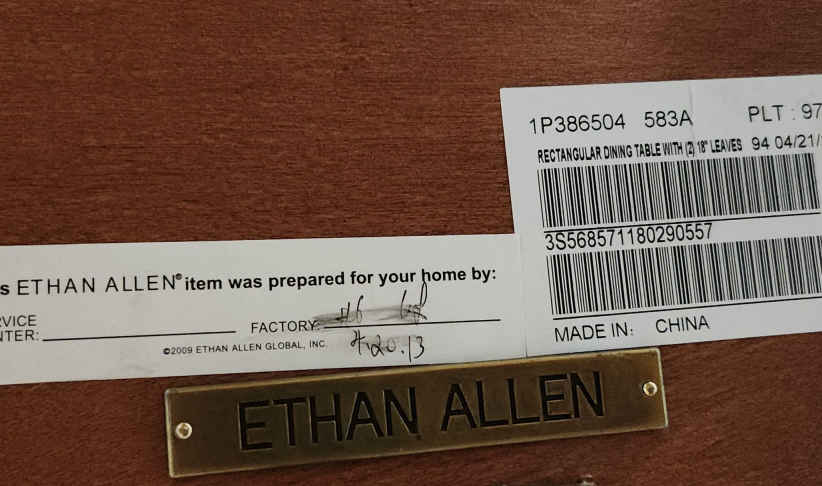 1P386504 583A PLT : 97
RECTANGULAR DINING TABLE WITH (2) 18" LEAVES 94 04/21/
3S568571180290557
MADE IN: CHINA
s ETHAN ALLEN® item was prepared for your home by:
VICE
NTER:
FACTORY:
©2009 ETHAN ALLEN GLOBAL, INC.
20.13
ETHAN ALLEN